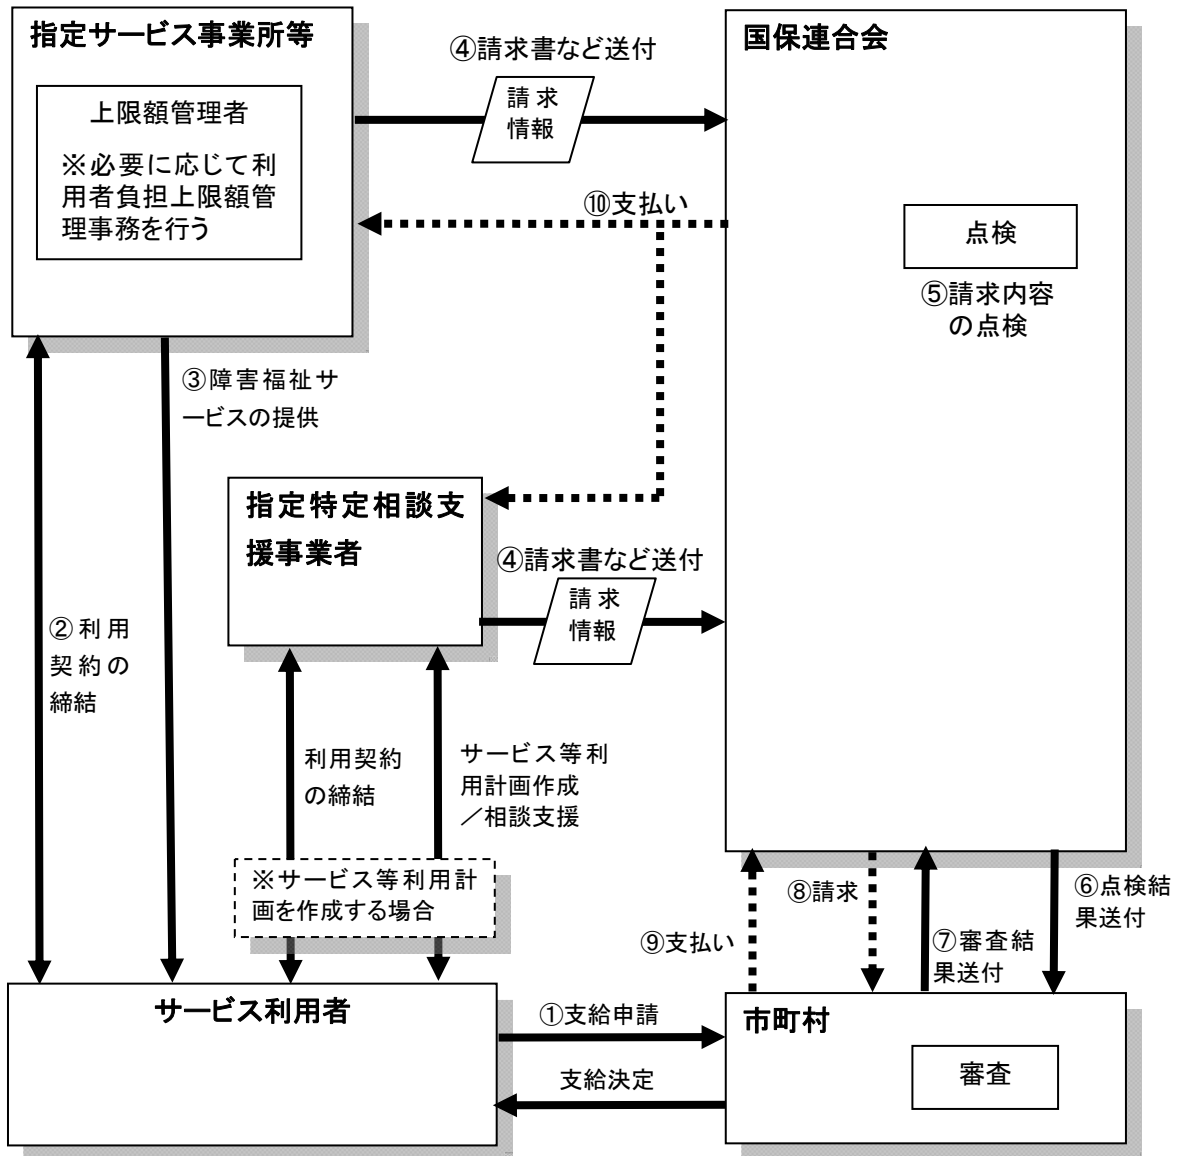 指定サービス事業所等
上限額管理者
※必要に応じて利
用者負担上限額管
理事務を行う
④請求書など送付
請求
情報
国保連合会
⑩支払い
点検
⑤請求内容
の点検
③障害福祉サ
ービスの提供
指定特定相談支
援事業者
④請求書など送付
請求
情報
②利用
契約の
締結
利用契約
の締結
サービス等利
用計画作成
／相談支援
※サービス等利用計
画を作成する場合
⑨支払い
⑧請求
⑦審査結
果送付
⑥点検結
果送付
サービス利用者
①支給申請
支給決定
市町村
審査